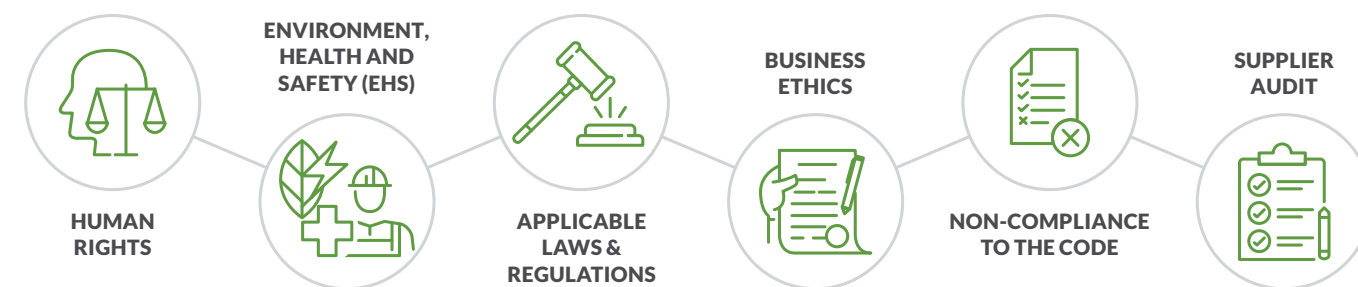 HUMAN
RIGHTS
ENVIRONMENT,
HEALTH AND
SAFETY (EHS)
APPLICABLE
LAWS &
REGULATIONS
BUSINESS
ETHICS
NON-COMPLIANCE
TO THE CODE
SUPPLIER
AUDIT